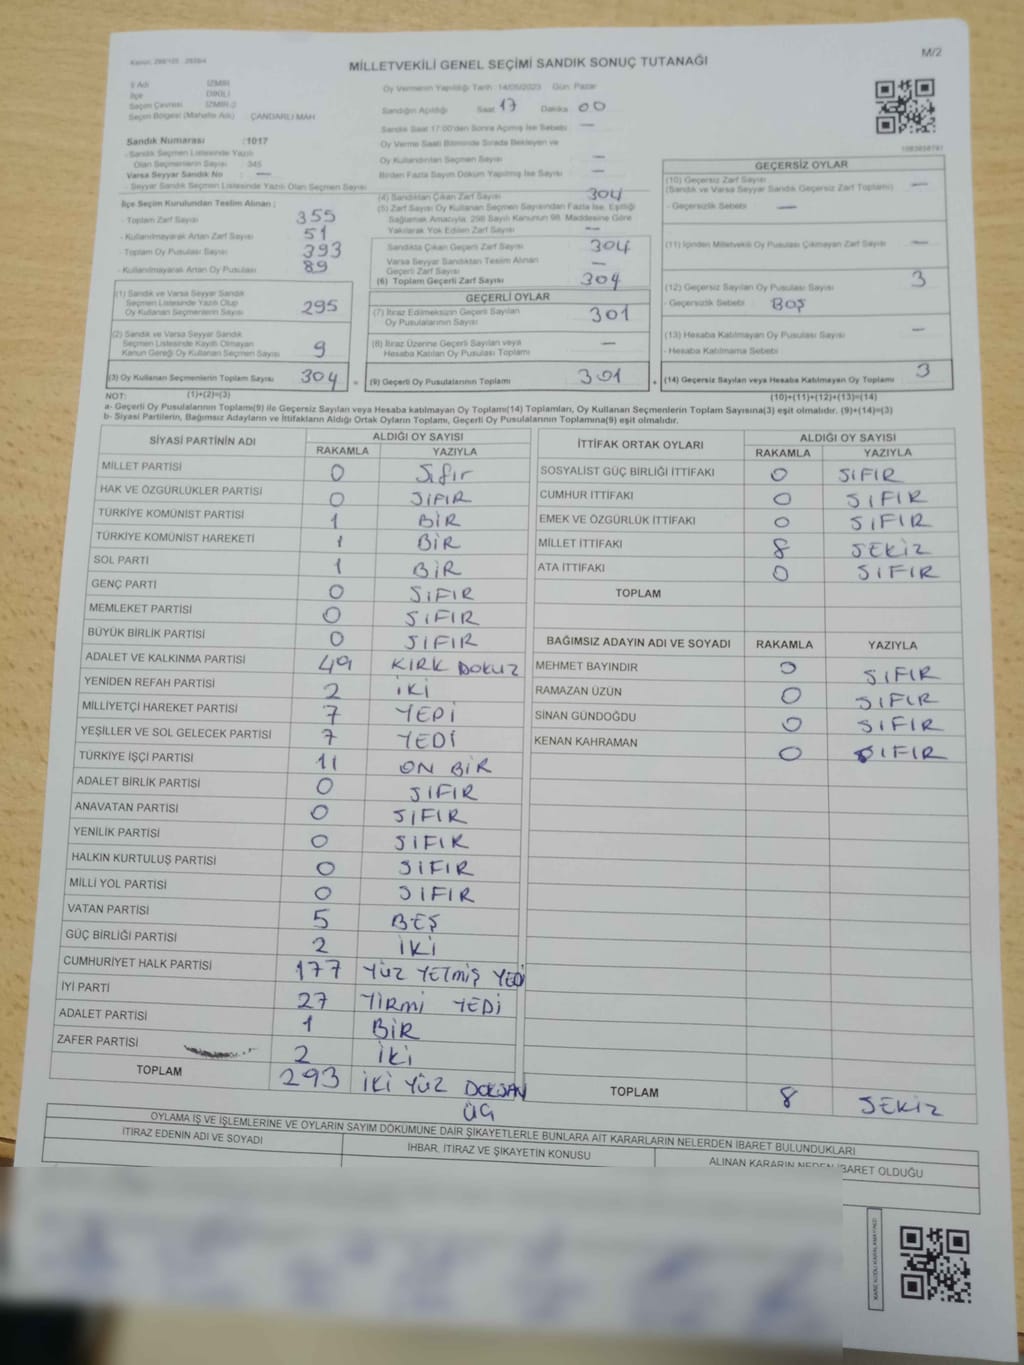 M/2
MİLLETVEKİLİ GENEL SEÇİMİ SANDIK SONUÇ TUTANAĞI
İl Adı İZMİR
İlçe DİKİLİ
Seçim Çevresi İZMİR-2
Seçim Bölgesi (Mahalle Adı) ÇANDARLI MAH
Sandık Numarası :1017
- Sandık Seçmen Listesinde Yazılı
Olan Seçmenlerin Sayısı : 345
Varsa Seyyar Sandık No —
- Seyyar Sandık Seçmen Listesinde Yazılı Olan Seçmen Sayısı
İlçe Seçim Kurulundan Teslim Alınan ;
- Toplam Zarf Sayısı 355
- Kullanılmayarak Artan Zarf Sayısı 51
- Toplam Oy Pusulası Sayısı 393
- Kullanılmayarak Artan Oy Pusulası 89
(1) Sandık ve Varsa Seyyar Sandık
Seçmen Listesinde Yazılı Olup
Oy Kullanan Seçmenlerin Sayısı 295
(2) Sandık ve Varsa Seyyar Sandık
Seçmen Listesinde Kayıtlı Olmayan
Kanun Gereği Oy Kullanan Seçmen Sayısı 9
(3) Oy Kullanan Seçmenlerin Toplam Sayısı 304
(1)+(2)=(3)
Oy Vermenin Yapıldığı Tarih : 14/05/2023 Gün: Pazar
Sandığın Açıldığı Saat 17 Dakika 00
Sandık Saat 17:00'den Sonra Açılmış İse Sebebi —
Oy Verme Saati Bitiminde Sırada Bekleyen ve
Oy Kullandırılan Seçmen Sayısı —
Birden Fazla Sayım Döküm Yapılmış İse Sayısı —
(4) Sandıktan Çıkan Zarf Sayısı 304
(5) Zarf Sayısı Oy Kullanan Seçmen Sayısından Fazla İse, Eşitliği
Sağlamak Amacıyla, 298 Sayılı Kanunun 98. Maddesine Göre
Yakılarak Yok Edilen Zarf Sayısı —
Sandıkta Çıkan Geçerli Zarf Sayısı 304
Varsa Seyyar Sandıktan Teslim Alınan
Geçerli Zarf Sayısı —
(6) Toplam Geçerli Zarf Sayısı 304
GEÇERLİ OYLAR
(7) İtiraz Edilmeksizin Geçerli Sayılan
Oy Pusulalarının Sayısı 301
(8) İtiraz Üzerine Geçerli Sayılan veya
Hesaba Katılan Oy Pusulası Toplamı —
= (9) Geçerli Oy Pusulalarının Toplamı 301
GEÇERSİZ OYLAR
(10) Geçersiz Zarf Sayısı
(Sandık ve Varsa Seyyar Sandık Geçersiz Zarf Toplamı) —
- Geçersizlik Sebebi —
(11) İçinden Milletvekili Oy Pusulası Çıkmayan Zarf Sayısı —
(12) Geçersiz Sayılan Oy Pusulası Sayısı 3
- Geçersizlik Sebebi : BOŞ
(13) Hesaba Katılmayan Oy Pusulası Sayısı —
- Hesaba Katılmama Sebebi
+ (14) Geçersiz Sayılan veya Hesaba Katılmayan Oy Toplamı 3
(10)+(11)+(12)+(13)=(14)
NOT:
a- Geçerli Oy Pusulalarının Toplamı(9) ile Geçersiz Sayılan veya Hesaba katılmayan Oy Toplamı(14) Toplamları, Oy Kullanan Seçmenlerin Toplam Sayısına(3) eşit olmalıdır. (9)+(14)=(3)
b- Siyasi Partilerin, Bağımsız Adayların ve İttifakların Aldığı Ortak Oyların Toplamı, Geçerli Oy Pusulalarının Toplamına(9) eşit olmalıdır.
SİYASİ PARTİNİN ADI ALDIĞI OY SAYISI
RAKAMLA YAZIYLA
MİLLET PARTİSİ 0 Sıfır
HAK VE ÖZGÜRLÜKLER PARTİSİ 0 SIFIR
TÜRKİYE KOMÜNİST PARTİSİ 1 BİR
TÜRKİYE KOMÜNİST HAREKETİ 1 BİR
SOL PARTİ 1 BİR
GENÇ PARTİ 0 SIFIR
MEMLEKET PARTİSİ 0 SIFIR
BÜYÜK BİRLİK PARTİSİ 0 SIFIR
ADALET VE KALKINMA PARTİSİ 49 KIRK DOKUZ
YENİDEN REFAH PARTİSİ 2 İKİ
MİLLİYETÇİ HAREKET PARTİSİ 7 YEDİ
YEŞİLLER VE SOL GELECEK PARTİSİ 7 YEDİ
TÜRKİYE İŞÇİ PARTİSİ 11 ON BİR
ADALET BİRLİK PARTİSİ 0 SIFIR
ANAVATAN PARTİSİ 0 SIFIR
YENİLİK PARTİSİ 0 SIFIR
HALKIN KURTULUŞ PARTİSİ 0 SIFIR
MİLLİ YOL PARTİSİ 0 SIFIR
VATAN PARTİSİ 5 BEŞ
GÜÇ BİRLİĞİ PARTİSİ 2 İKİ
CUMHURİYET HALK PARTİSİ 177 YÜZ YETMİŞ YEDİ
İYİ PARTİ 27 YİRMİ YEDİ
ADALET PARTİSİ 1 BİR
ZAFER PARTİSİ 2 İKİ
TOPLAM 293 İKİ YÜZ DOKSAN
ÜÇ
İTTİFAK ORTAK OYLARI ALDIĞI OY SAYISI
RAKAMLA YAZIYLA
SOSYALİST GÜÇ BİRLİĞİ İTTİFAKI 0 SIFIR
CUMHUR İTTİFAKI 0 SIFIR
EMEK VE ÖZGÜRLÜK İTTİFAKI 0 SIFIR
MİLLET İTTİFAKI 8 SEKİZ
ATA İTTİFAKI 0 SIFIR
TOPLAM
BAĞIMSIZ ADAYIN ADI VE SOYADI RAKAMLA YAZIYLA
MEHMET BAYINDIR 0 SIFIR
RAMAZAN ÜZÜN 0 SIFIR
SİNAN GÜNDOĞDU 0 SIFIR
KENAN KAHRAMAN 0 SIFIR
TOPLAM 8 SEKİZ
OYLAMA İŞ VE İŞLEMLERİNE VE OYLARIN SAYIM DÖKÜMÜNE DAİR ŞİKAYETLERLE BUNLARA AİT KARARLARIN NELERDEN İBARET BULUNDUKLARI
İTİRAZ EDENİN ADI VE SOYADI İHBAR, İTİRAZ VE ŞİKAYETİN KONUSU ALINAN KARARIN NEDEN İBARET OLDUĞU